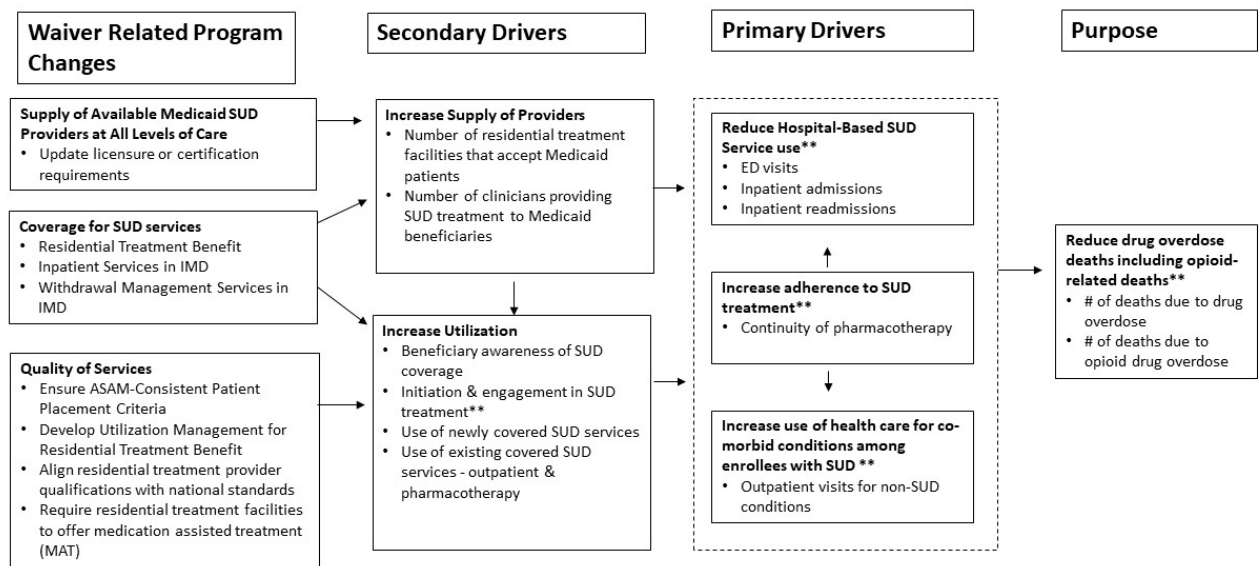 Waiver Related Program
Changes
Secondary Drivers
Primary Drivers
Purpose
Supply of Available Medicaid SUD
Providers at All Levels of Care
• Update licensure or certification
requirements
Coverage for SUD services
• Residential Treatment Benefit
• Inpatient Services in IMD
• Withdrawal Management Services in
IMD
Quality of Services
• Ensure ASAM-Consistent Patient
Placement Criteria
• Develop Utilization Management for
Residential Treatment Benefit
• Align residential treatment provider
qualifications with national standards
• Require residential treatment facilities
to offer medication assisted treatment
(MAT)
Increase Supply of Providers
• Number of residential treatment
facilities that accept Medicaid
patients
• Number of clinicians providing
SUD treatment to Medicaid
beneficiaries
Increase Utilization
• Beneficiary awareness of SUD
coverage
• Initiation & engagement in SUD
treatment**
• Use of newly covered SUD services
• Use of existing covered SUD
services - outpatient &
pharmacotherapy
Reduce Hospital-Based SUD
Service use**
• ED visits
• Inpatient admissions
• Inpatient readmissions
Increase adherence to SUD
treatment**
• Continuity of pharmacotherapy
Increase use of health care for co-
morbid conditions among
enrollees with SUD **
• Outpatient visits for non-SUD
conditions
Reduce drug overdose
deaths including opioid-
related deaths**
• # of deaths due to drug
overdose
• # of deaths due to
opioid drug overdose